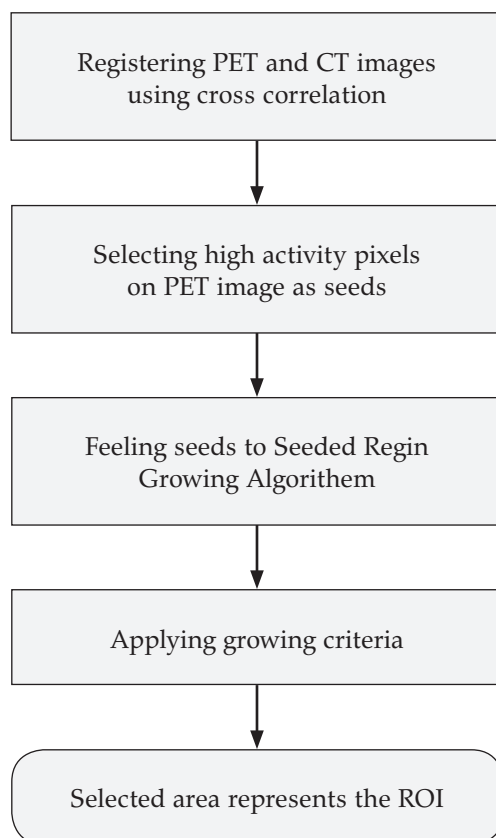 Registering PET and CT images
using cross correlation
Selecting high activity pixels
on PET image as seeds
Feeling seeds to Seeded Regin
Growing Algorithem
Applying growing criteria
Selected area represents the ROI